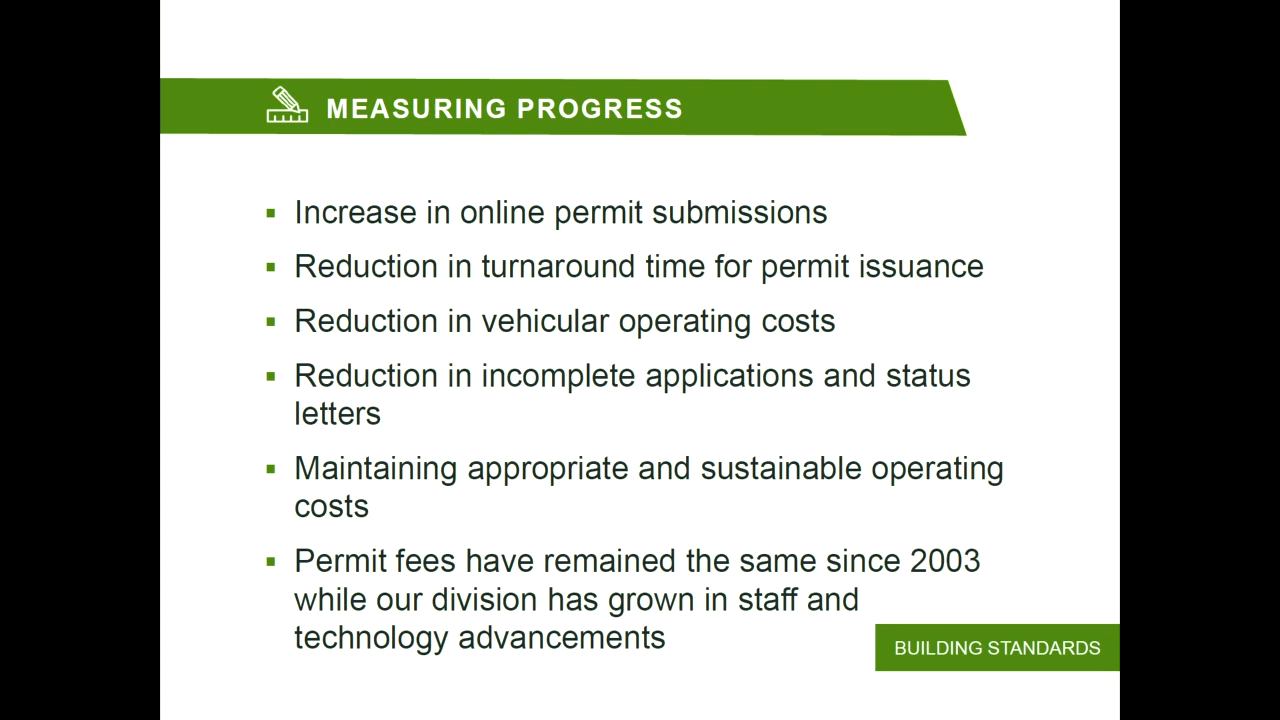 MEASURING PROGRESS
Increase in online permit submissions
Reduction in turnaround time for permit issuance
Reduction in vehicular operating costs
Reduction in incomplete applications and status
letters
Maintaining appropriate and sustainable operating
costs
Permit fees have remained the same since 2003
while our division has grown in staff and
technology advancements
BUILDING STANDARDS